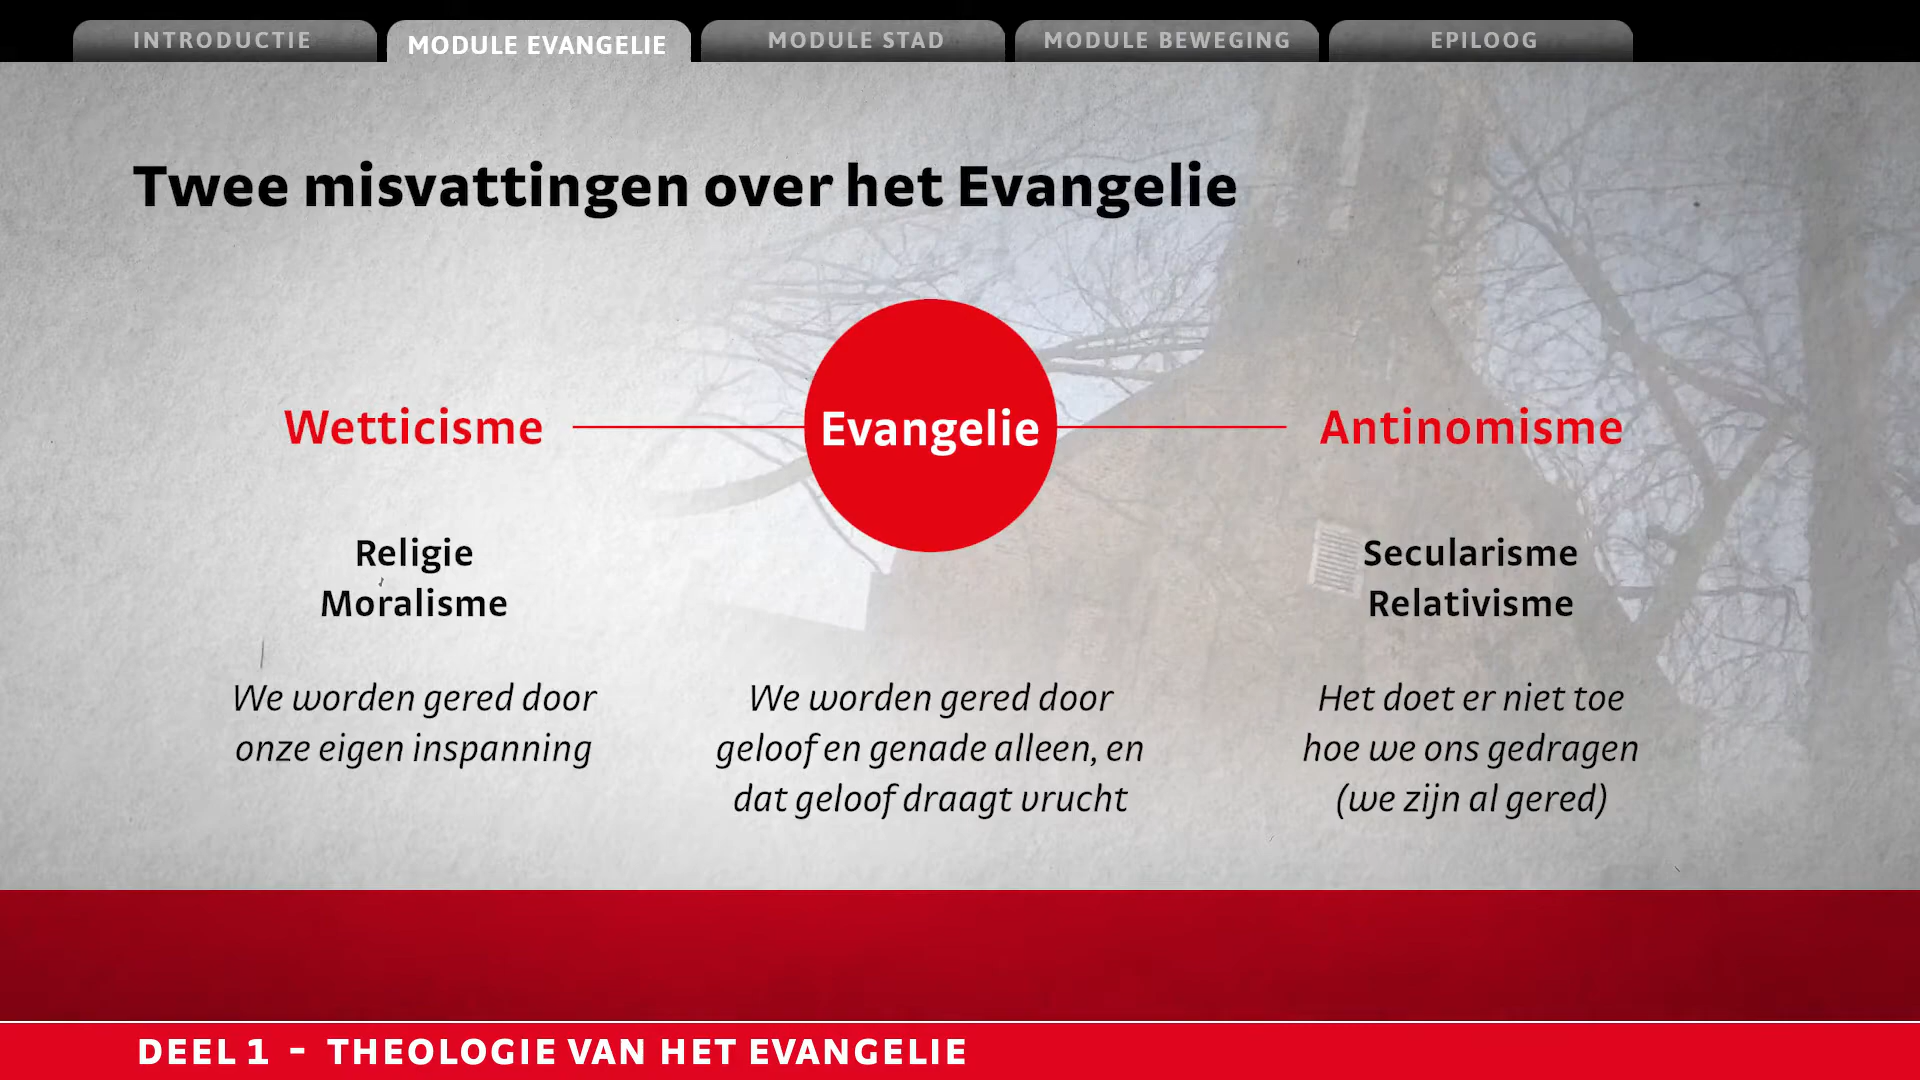 INTRODUCTIE
MODULE EVANGELIE
MODULE STAD
MODULE BEWEGING
EPILOOG
Twee misvattingen over het Evangelie
Wetticisme
Evangelie
Antinomisme
Religie
Moralisme
Secularisme
Relativisme
We worden gered door
onze eigen inspanning
We worden gered door
geloof en genade alleen, en
dat geloof draagt vrucht
Het doet er niet toe
hoe we ons gedragen
(we zijn al gered)
DEEL 1 - THEOLOGIE VAN HET EVANGELIE